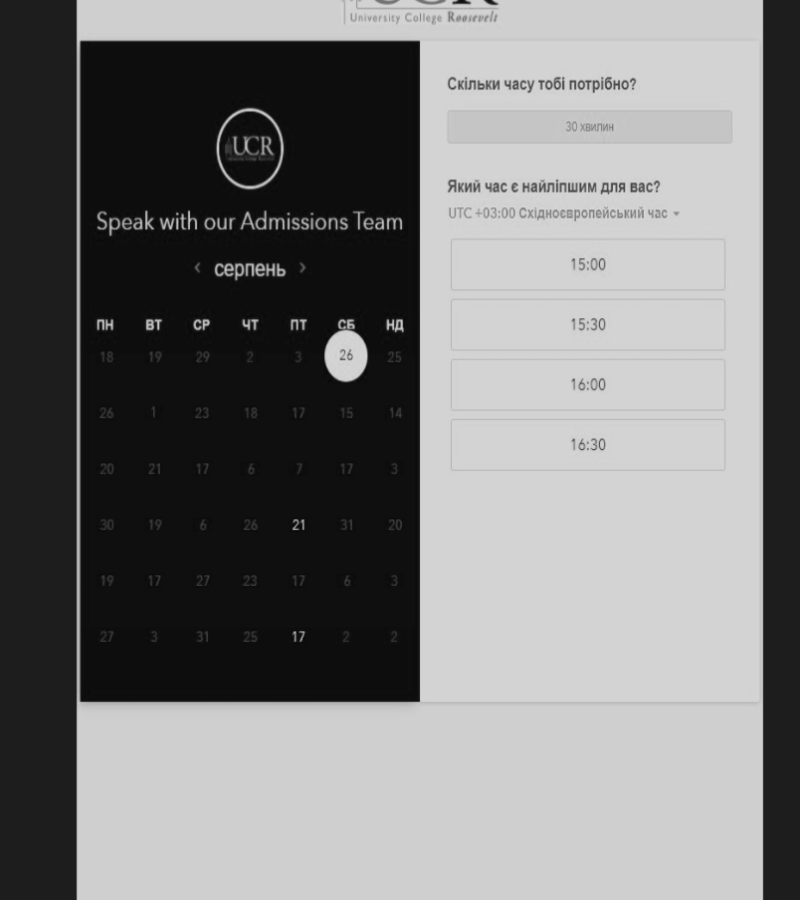 UCR
University College Roosevelt
UCR
Speak with our Admissions Team
< серпень >
ПН ВТ СР ЧТ ПТ СБ НД
18 19 29 2 3 26 25
26 1 23 18 17 15 14
20 21 17 6 7 17 3
30 19 6 26 21 31 20
19 17 27 23 17 6 3
27 3 31 25 17 2 2
Скільки часу тобі потрібно?
30 хвилин
Який час є найліпшим для вас?
UTC +03:00 Східноєвропейський час
15:00
15:30
16:00
16:30